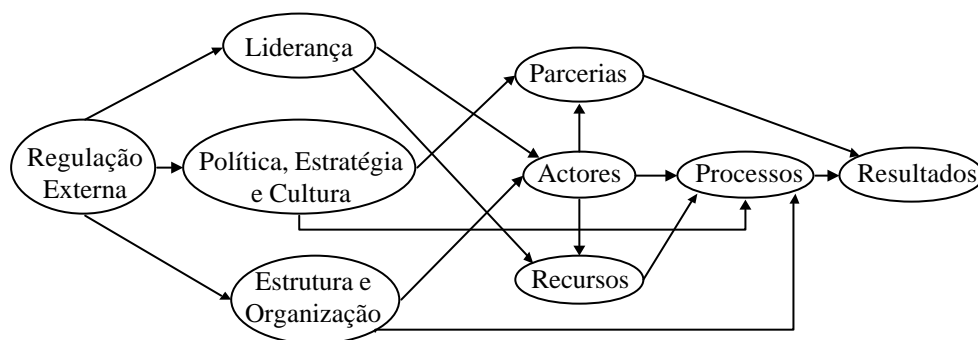 Liderança
Parcerias
Regulação
Externa
Política, Estratégia
e Cultura
Actores
Processos
Resultados
Estrutura e
Organização
Recursos